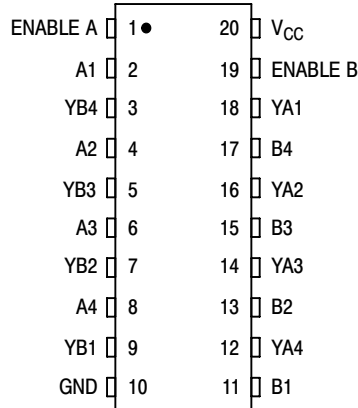 ENABLE A 1 20 VCC
A1 2 19 ENABLE B
YB4 3 18 YA1
A2 4 17 B4
YB3 5 16 YA2
A3 6 15 B3
YB2 7 14 YA3
A4 8 13 B2
YB1 9 12 YA4
GND 10 11 B1